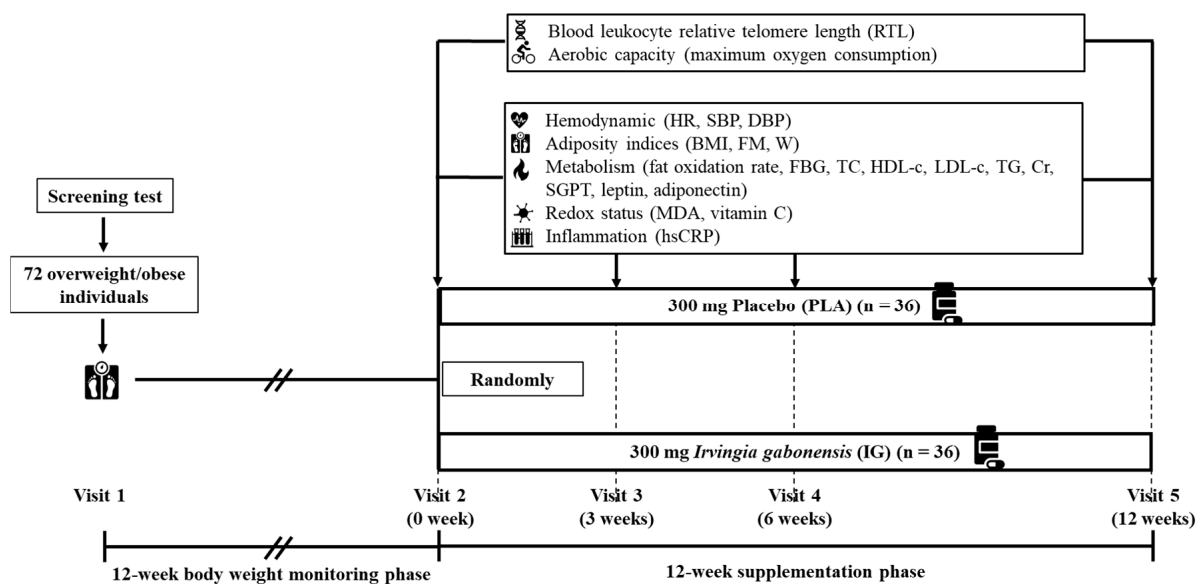 Blood leukocyte relative telomere length (RTL)
Aerobic capacity (maximum oxygen consumption)
Hemodynamic (HR, SBP, DBP)
Adiposity indices (BMI, FM, W)
Metabolism (fat oxidation rate, FBG, TC, HDL-c, LDL-c, TG, Cr,
SGPT, leptin, adiponectin)
Redox status (MDA, vitamin C)
Inflammation (hsCRP)
Screening test
72 overweight/obese
individuals
300 mg Placebo (PLA) (n = 36)
Randomly
300 mg Irvingia gabonensis (IG) (n = 36)
Visit 1
Visit 2
(0 week)
Visit 3
(3 weeks)
Visit 4
(6 weeks)
Visit 5
(12 weeks)
12-week body weight monitoring phase
12-week supplementation phase